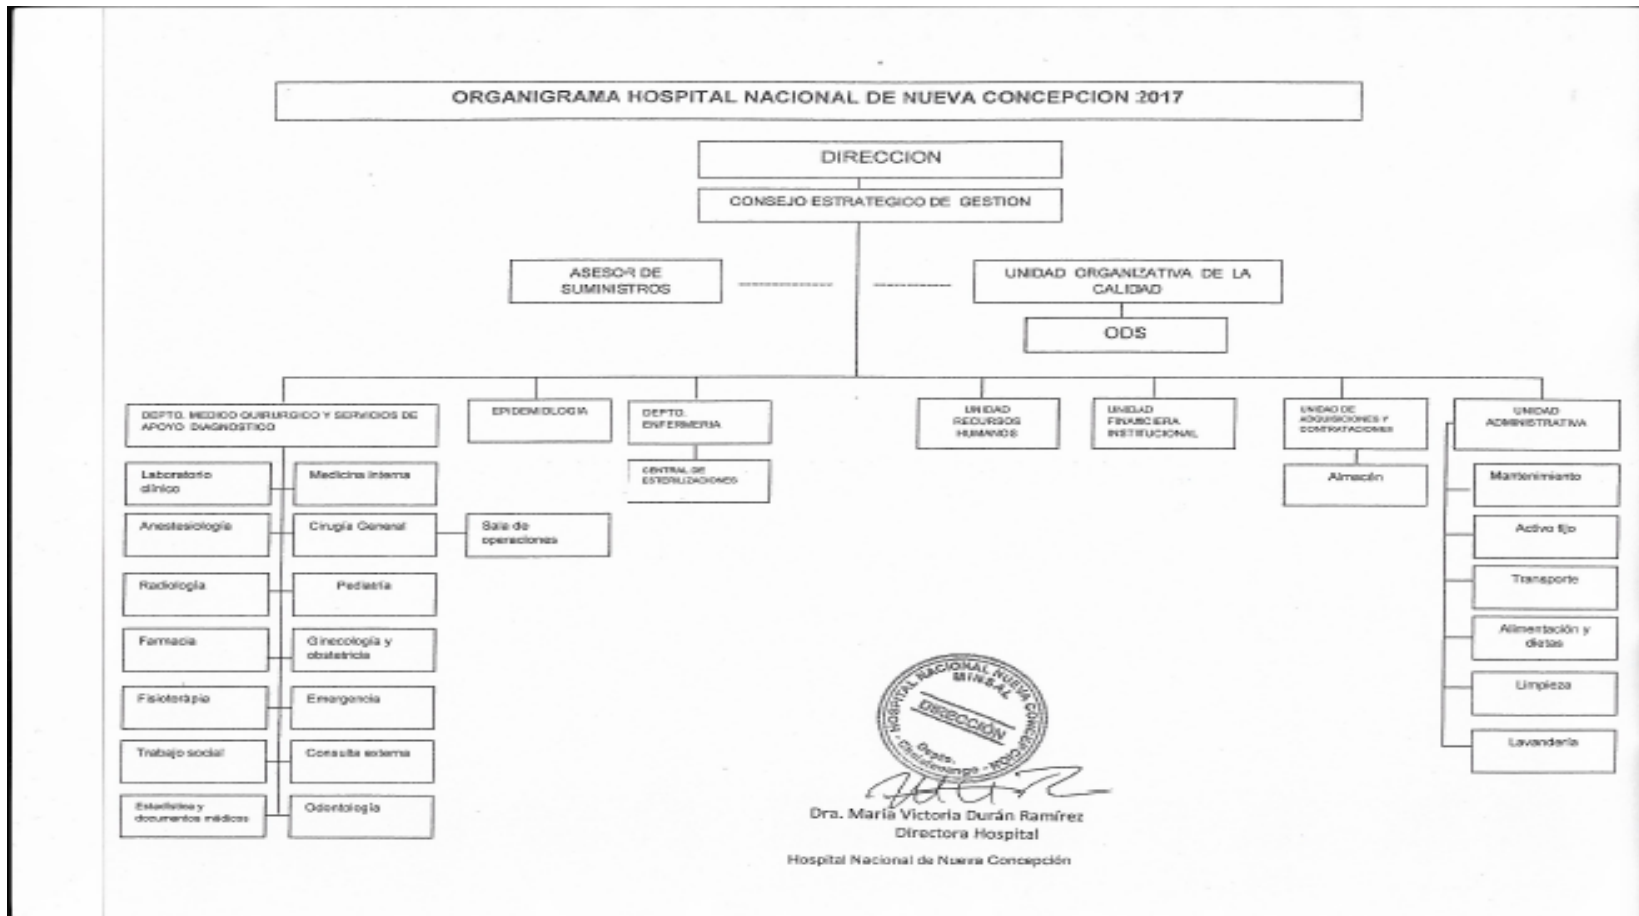 ORGANIGRAMA HOSPITAL NACIONAL DE NUEVA CONCEPCION 2017
DIRECCION
CONSEJO ESTRATEGICO DE GESTION
ASESOR DE
SUMINISTROS
UNIDAD ORGANIZATIVA DE LA
CALIDAD
ODS
DEPTO. MEDICO QUIRURGICO Y SERVICIOS DE
APOYO DIAGNOSTICO
EPIDEMIOLOGIA
DEPTO.
ENFERMERIA
UNIDAD
RECURSOS
HUMANOS
UNIDAD
FINANCIERA
INSTITUCIONAL
UNIDAD DE
ADQUISICIONES Y
CONTRATACIONES
UNIDAD
ADMINISTRATIVA
CENTRAL DE
ESTERILIZACIONES
Almacén
Laboratorio
clínico
Medicina Interna
Anestesiología
Cirugía General
Sala de
operaciones
Radiología
Pediatría
Farmacia
Ginecología y
obstetricia
Fisioterapia
Emergencia
Trabajo social
Consulta externa
Estadística y
documentos médicos
Odontología
Mantenimiento
Activo fijo
Transporte
Alimentación y
dietas
Limpieza
Lavandería
HOSPITAL NACIONAL NUEVA CONCEPCION
MINSAL
DIRECCIÓN
Depto.
Chalatenango
Dra. María Victoria Durán Ramírez
Directora Hospital
Hospital Nacional de Nueva Concepción